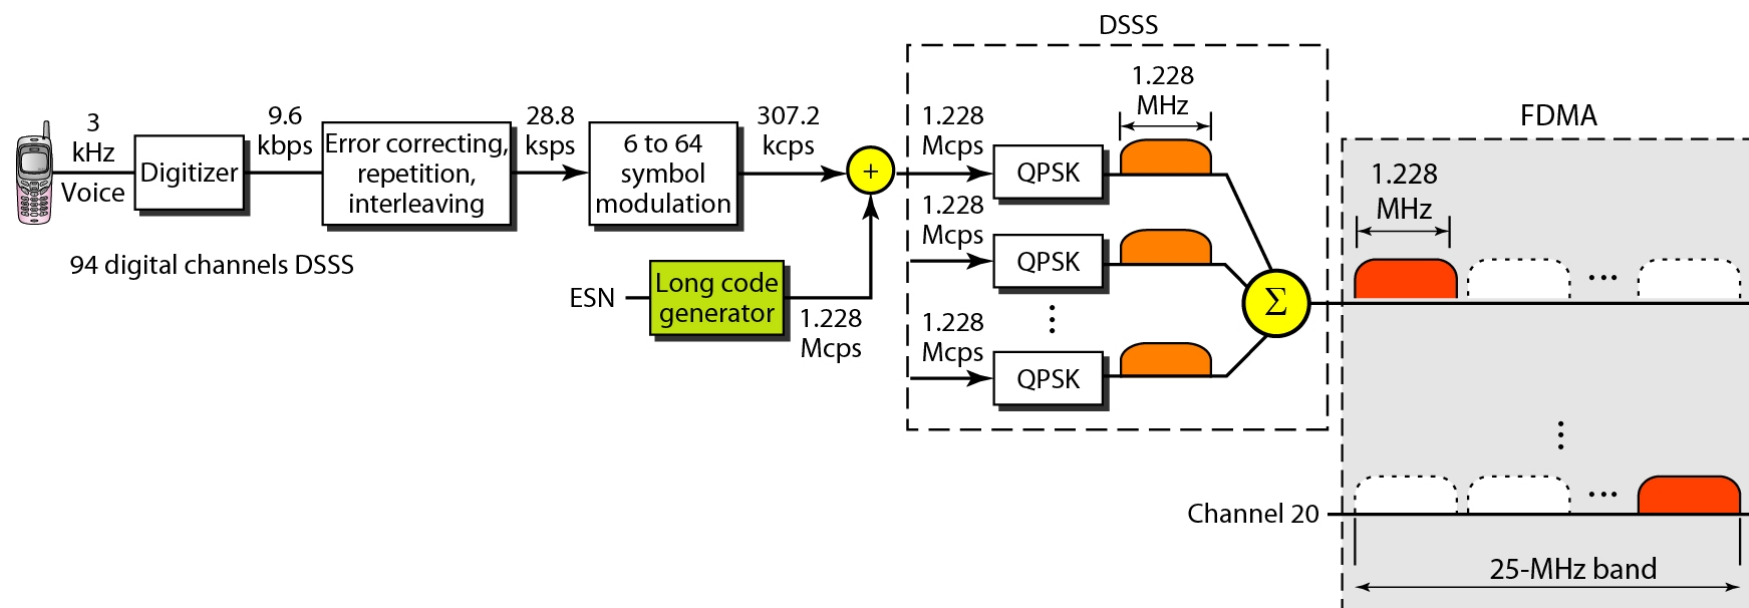 DSSS
1.228
MHz
FDMA
3
kHz
Voice
9.6
kbps
28.8
ksps
307.2
kcps
1.228
Mcps
Digitizer
Error correcting,
repetition,
interleaving
6 to 64
symbol
modulation
+
QPSK
1.228
MHz
1.228
Mcps
QPSK
94 digital channels DSSS
ESN
Long code
generator
1.228
Mcps
...
Σ
...
1.228
Mcps
QPSK
...
Channel 20
...
25-MHz band